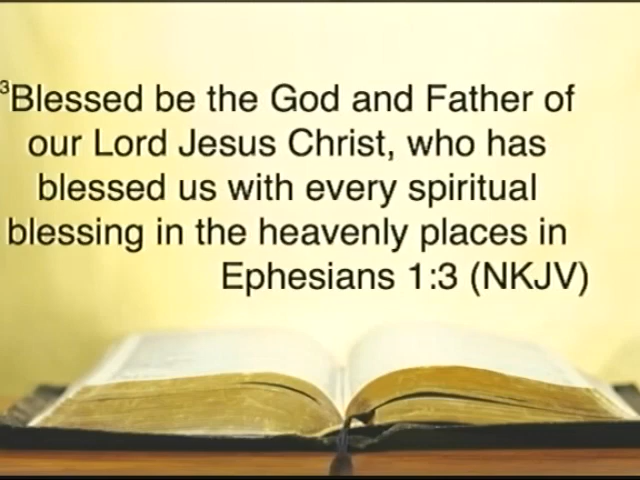 ³Blessed be the God and Father of
our Lord Jesus Christ, who has
blessed us with every spiritual
blessing in the heavenly places in
Ephesians 1:3 (NKJV)